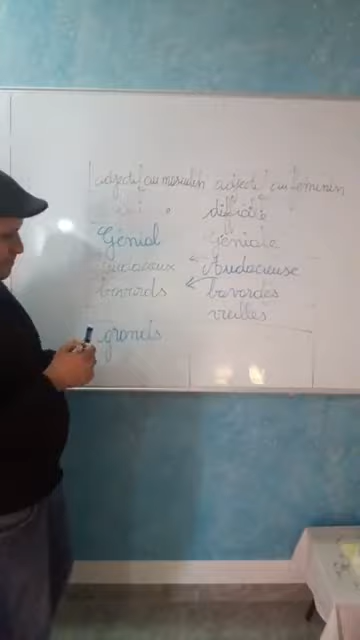 adjectif au masculin adjectif au féminin
difficile
Génial Géniale
Audacieux Audacieuse
bavards bavardes
vieilles
grands